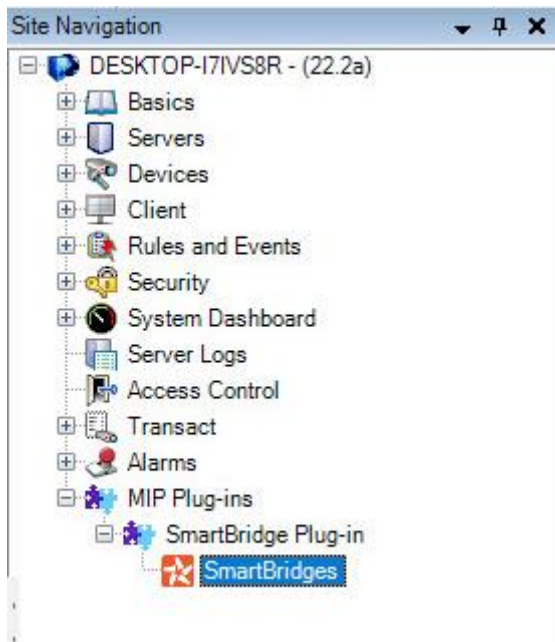 Site Navigation
DESKTOP-I7IVS8R - (22.2a)
Basics
Servers
Devices
Client
Rules and Events
Security
System Dashboard
Server Logs
Access Control
Transact
Alarms
MIP Plug-ins
SmartBridge Plug-in
SmartBridges